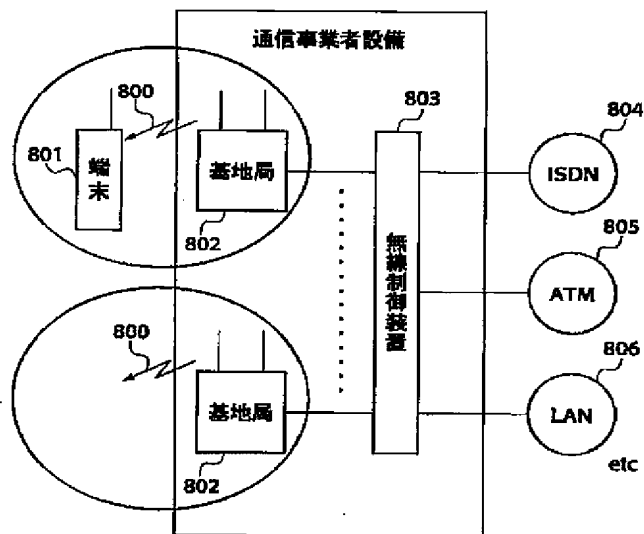 通信事業者設備
800
801
端末
基地局
802
803
無線制御装置
804
ISDN
805
ATM
806
LAN
etc
800
基地局
802